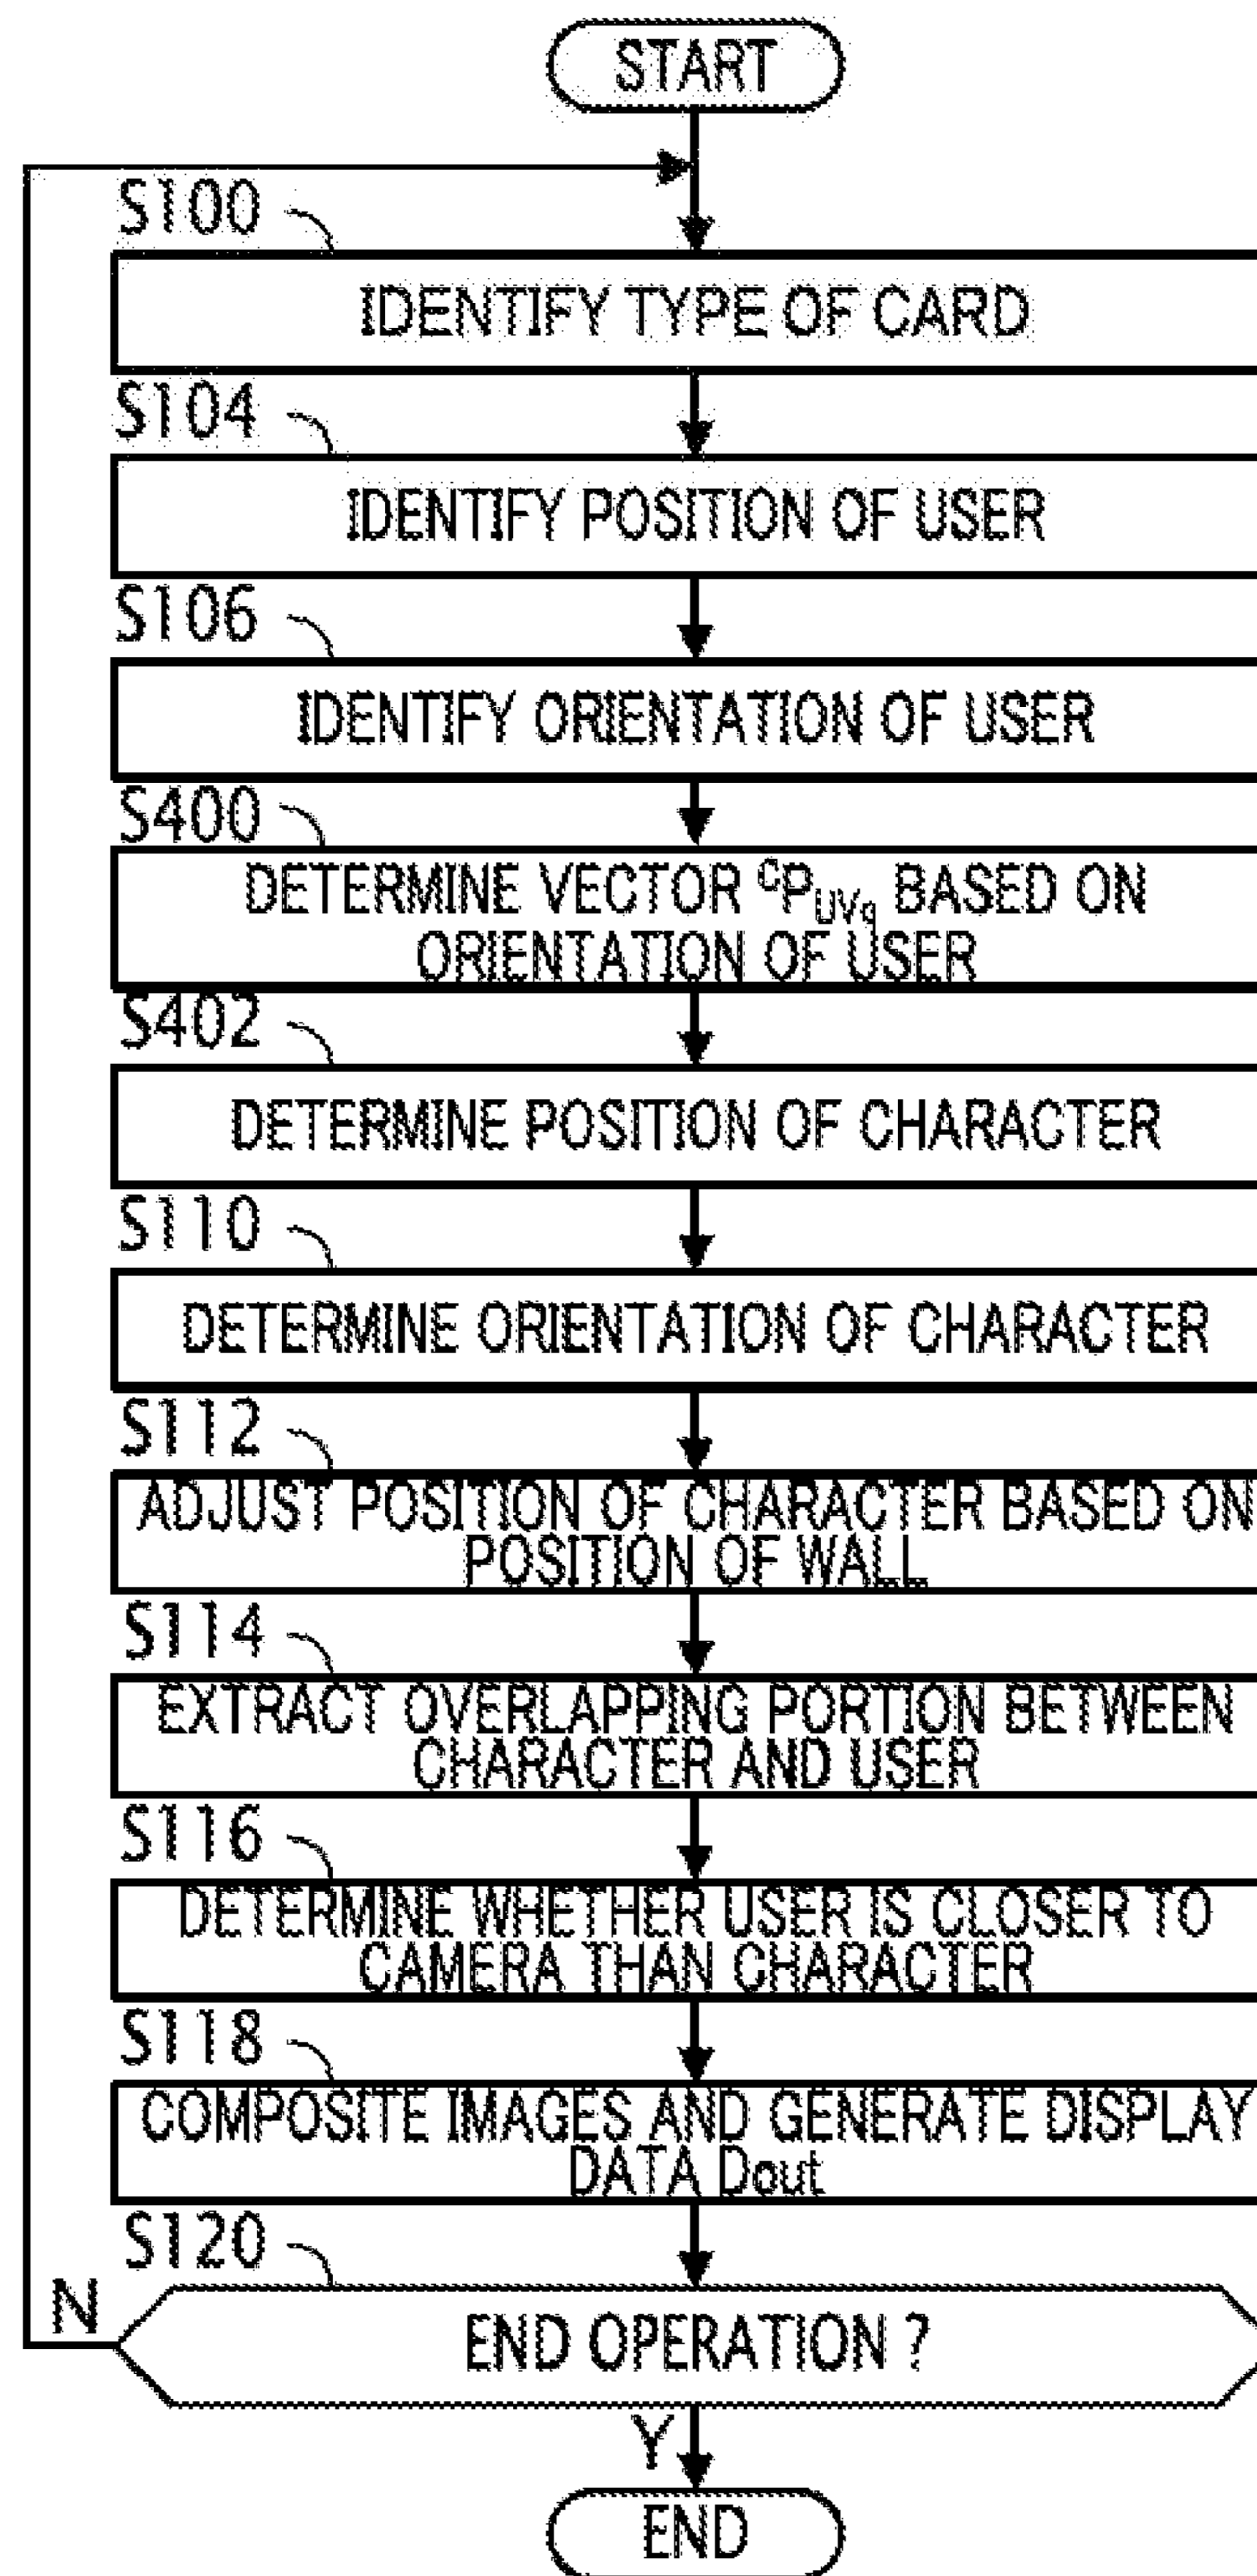 START
S100
IDENTIFY TYPE OF CARD
S104
IDENTIFY POSITION OF USER
S106
IDENTIFY ORIENTATION OF USER
S400
DETERMINE VECTOR ᶜP_UVq BASED ON
ORIENTATION OF USER
S402
DETERMINE POSITION OF CHARACTER
S110
DETERMINE ORIENTATION OF CHARACTER
S112
ADJUST POSITION OF CHARACTER BASED ON
POSITION OF WALL
S114
EXTRACT OVERLAPPING PORTION BETWEEN
CHARACTER AND USER
S116
DETERMINE WHETHER USER IS CLOSER TO
CAMERA THAN CHARACTER
S118
COMPOSITE IMAGES AND GENERATE DISPLAY
DATA Dout
S120
N
END OPERATION ?
Y
END